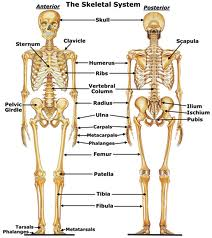 The Skeletal System
Anterior
Posterior
Skull
Sternum
Clavicle
Scapula
Humerus
Ribs
Vertebral
Column
Pelvic
Girdle
Radius
Ulna
Carpals
Metacarpals
Phalanges
Ilium
Ischium
Pubis
Femur
Patella
Tibia
Fibula
Tarsals
Phalanges
Metatarsals